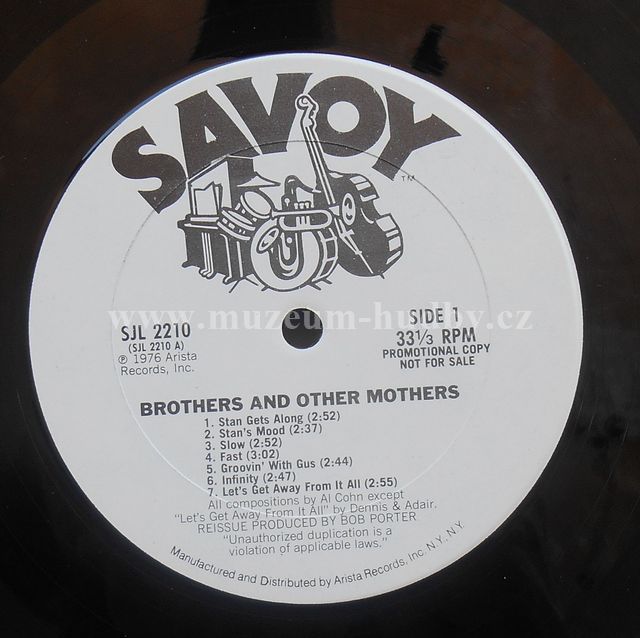 SAVOY
TM
www.muzeum-hudby.cz
SJL 2210
(SJL 2210 A)
℗ 1976 Arista
Records, Inc.
SIDE 1
33⅓ RPM
PROMOTIONAL COPY
NOT FOR SALE
BROTHERS AND OTHER MOTHERS
1. Stan Gets Along (2:52)
2. Stan's Mood (2:37)
3. Slow (2:52)
4. Fast (3:02)
5. Groovin' With Gus (2:44)
6. Infinity (2:47)
7. Let's Get Away From It All (2:55)
All compositions by Al Cohn except
"Let's Get Away From It All" by Dennis & Adair.
REISSUE PRODUCED BY BOB PORTER
"Unauthorized duplication is a
violation of applicable laws."
Manufactured and Distributed by Arista Records, Inc. N.Y. N.Y.